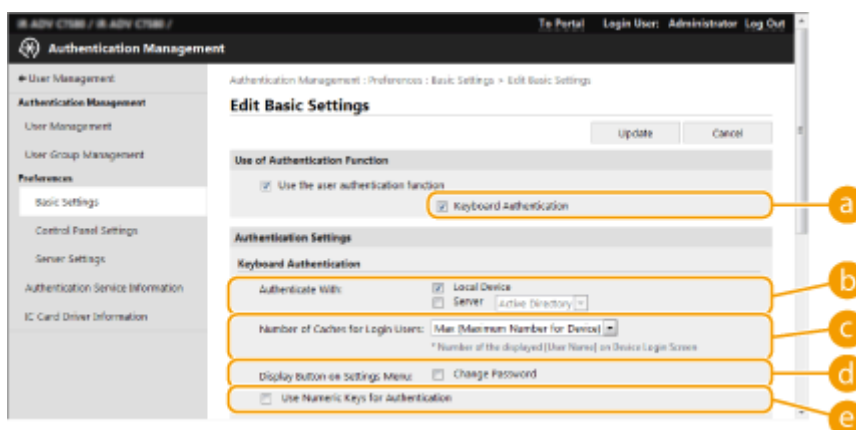 To Portal Login User: Administrator Log Out
Authentication Management
User Management
Authentication Management : Preferences : Basic Settings > Edit Basic Settings
Authentication Management
Edit Basic Settings
User Management
Update Cancel
User Group Management
Use of Authentication Function
Preferences
Use the user authentication function
Basic Settings
Keyboard Authentication
a
Control Panel Settings
Authentication Settings
Server Settings
Keyboard Authentication
Authentication Service Information
Authenticate With: Local Device
b
Server Active Directory
IC Card Driver Information
Number of Caches for Login Users: Max (Maximum Number for Device)
c
* Number of the displayed [User Name] on Device Login Screen
Display Button on Settings Menu: Change Password
d
Use Numeric Keys for Authentication
e